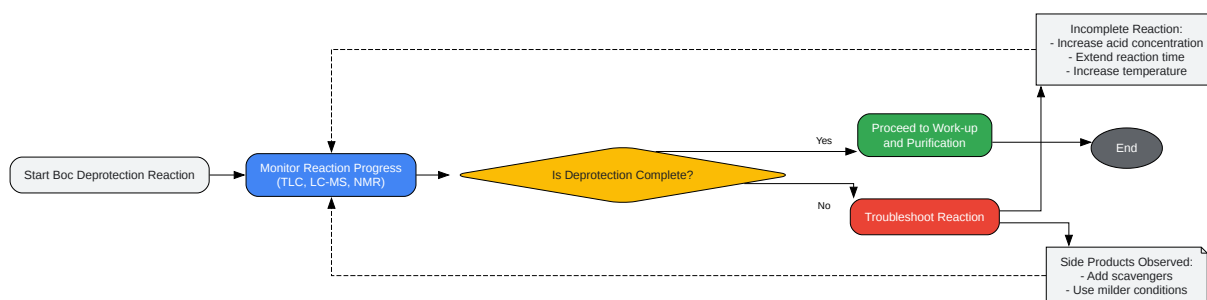 Start Boc Deprotection Reaction
Monitor Reaction Progress
(TLC, LC-MS, NMR)
Is Deprotection Complete?
Yes
No
Proceed to Work-up
and Purification
Troubleshoot Reaction
End
Incomplete Reaction:
- Increase acid concentration
- Extend reaction time
- Increase temperature
Side Products Observed:
- Add scavengers
- Use milder conditions